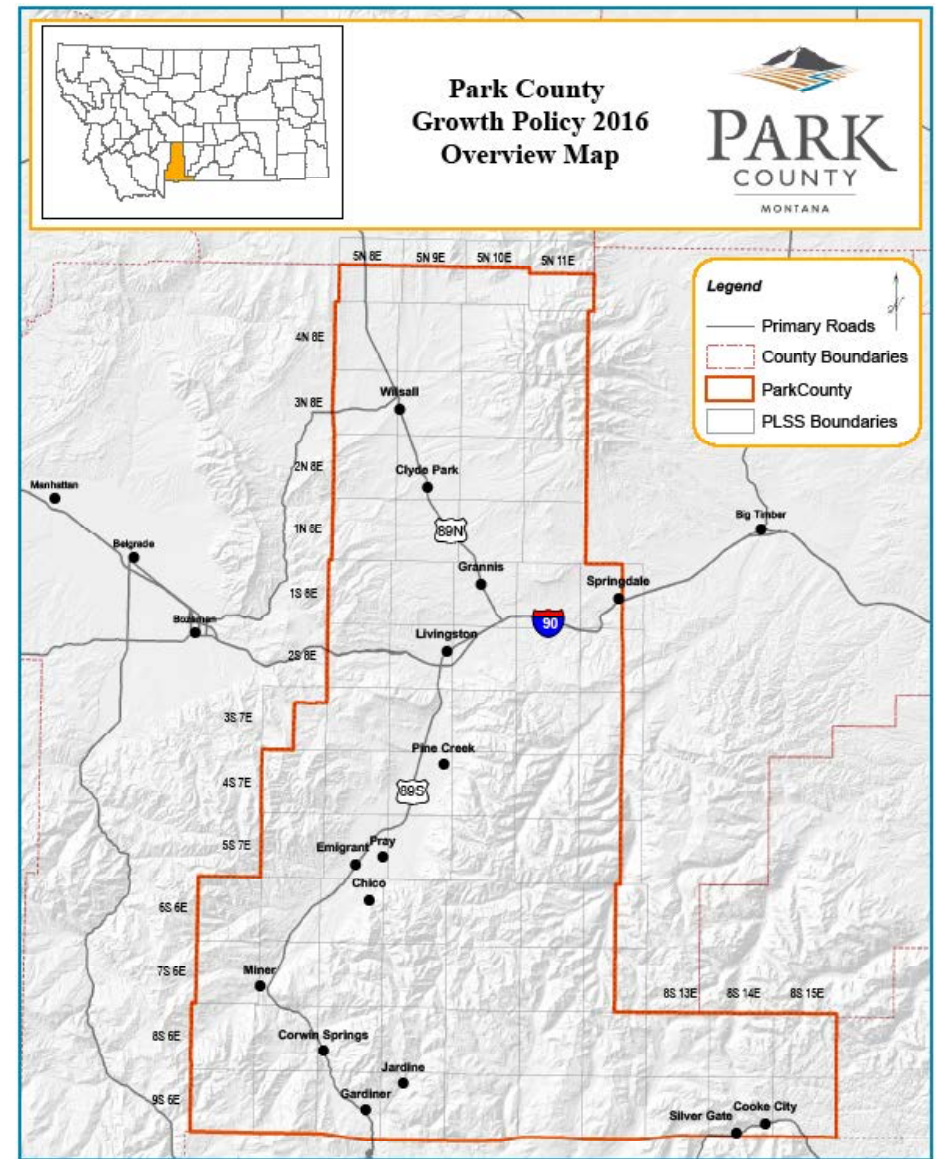 Park County
Growth Policy 2016
Overview Map
PARK
COUNTY
MONTANA
5N 8E
5N 9E
5N 10E
5N 11E
Legend
N
Primary Roads
County Boundaries
ParkCounty
PLSS Boundaries
4N 8E
Wilsall
3N 8E
2N 8E
Clyde Park
Manhattan
Big Timber
1N 8E
89N
Belgrade
Grannis
Springdale
1S 8E
90
Bozeman
Livingston
2S 8E
3S 7E
Pine Creek
4S 7E
89S
5S 7E
Emigrant
Pray
Chico
6S 6E
7S 6E
Miner
8S 13E
8S 14E
8S 15E
8S 6E
Corwin Springs
Jardine
9S 6E
Gardiner
Silver Gate
Cooke City